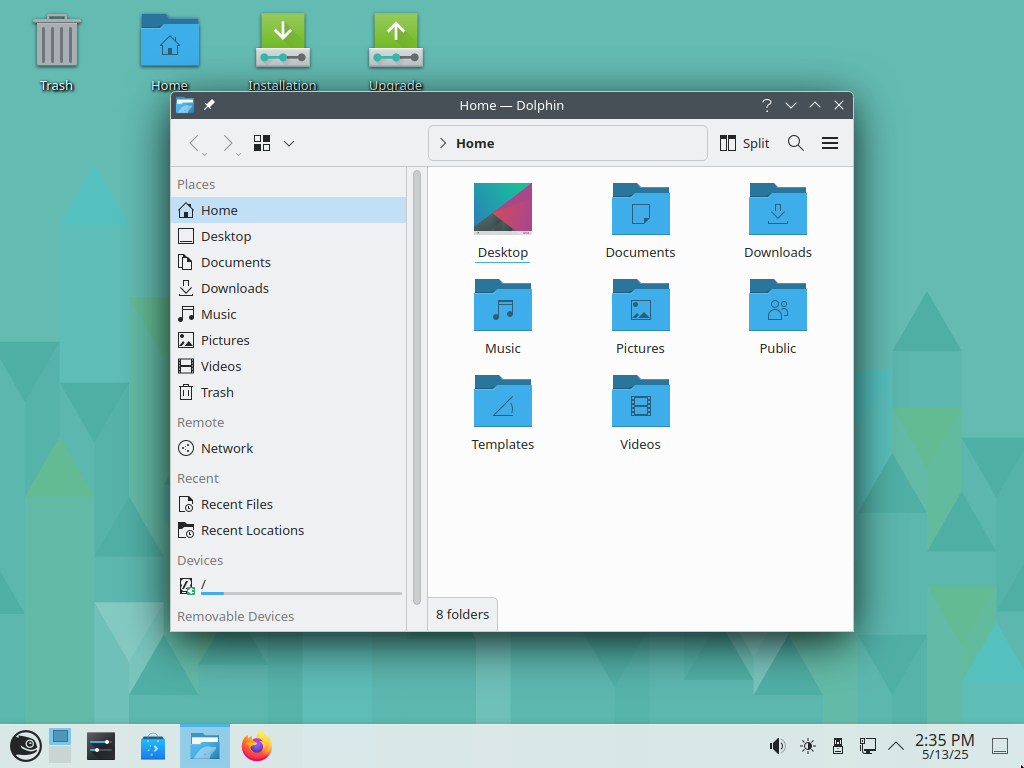 Trash
Home
Installation
Upgrade
Home — Dolphin
Home
Split
Places
Home
Desktop
Documents
Downloads
Music
Pictures
Videos
Trash
Remote
Network
Recent
Recent Files
Recent Locations
Devices
/
Removable Devices
Desktop
Documents
Downloads
Music
Pictures
Public
Templates
Videos
8 folders
2:35 PM
5/13/25